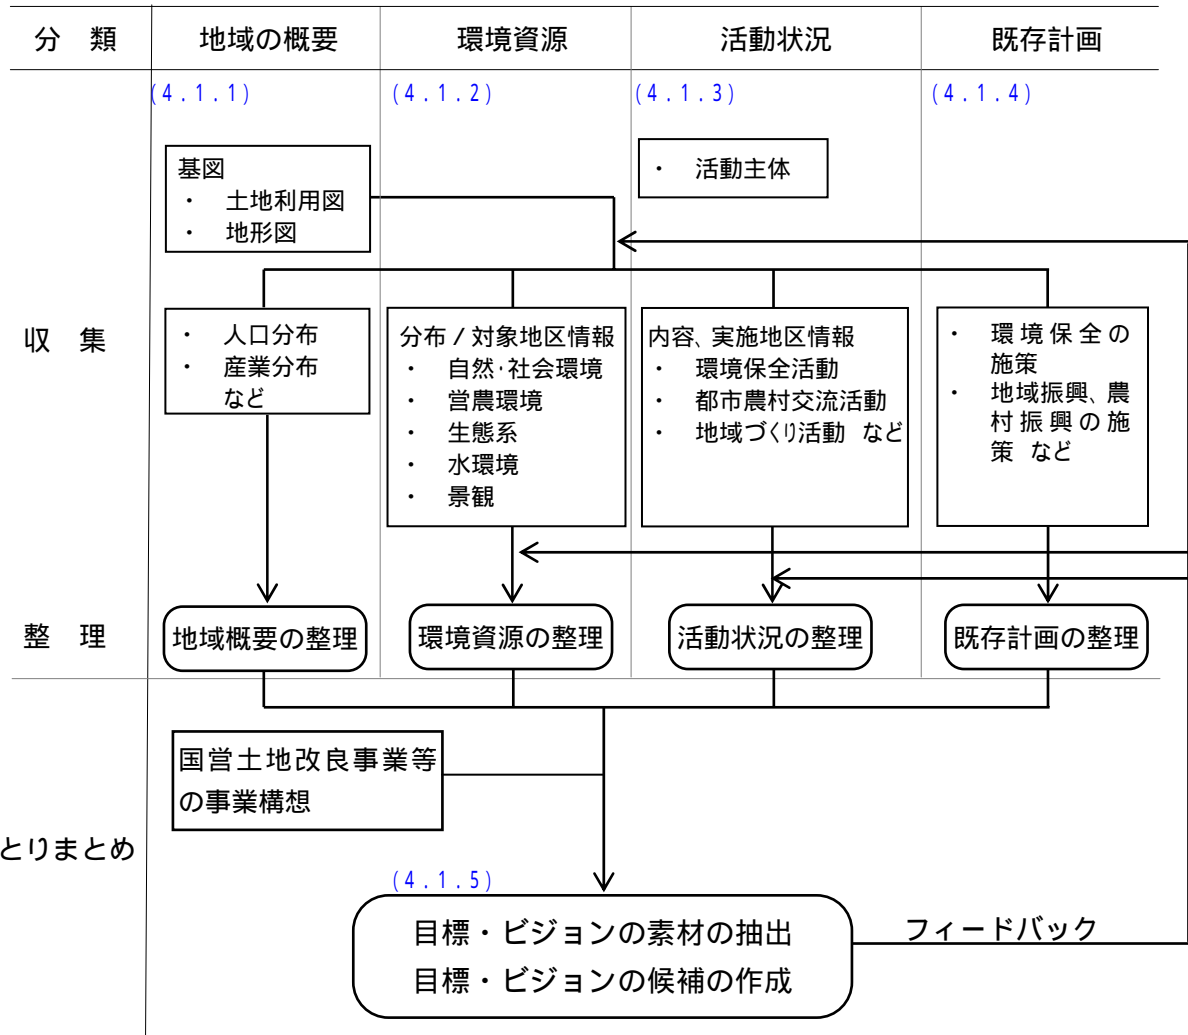 分　類
地域の概要
環境資源
活動状況
既存計画
(4.1.1)
(4.1.2)
(4.1.3)
(4.1.4)
収　集
基図
・　土地利用図
・　地形図
・　活動主体
・　人口分布
・　産業分布
など
分布／対象地区情報
・　自然・社会環境
・　営農環境
・　生態系
・　水環境
・　景観
内容、実施地区情報
・　環境保全活動
・　都市農村交流活動
・　地域づくり活動　など
・　環境保全の
施策
・　地域振興、農
村振興の施
策　など
整　理
地域概要の整理
環境資源の整理
活動状況の整理
既存計画の整理
とりまとめ
国営土地改良事業等
の事業構想
(4.1.5)
目標・ビジョンの素材の抽出
目標・ビジョンの候補の作成
フィードバック